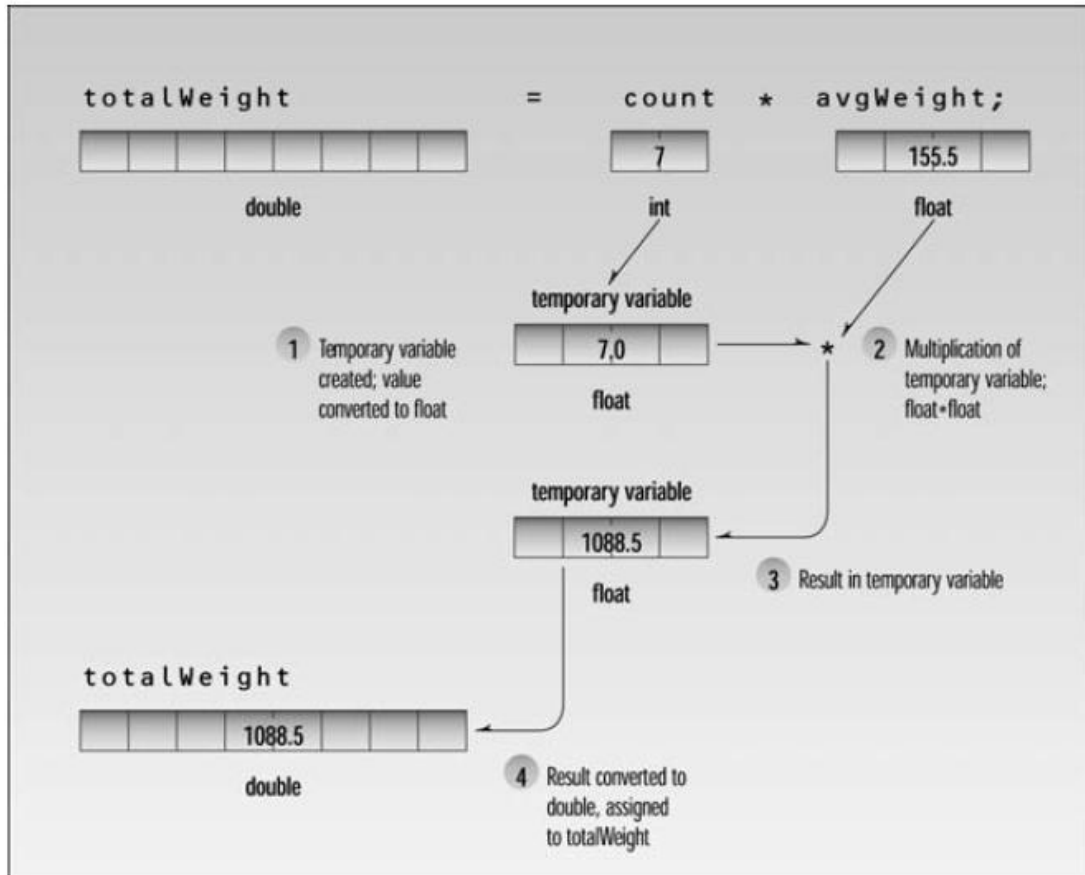 totalWeight = count * avgWeight;
7 155.5
double int float
temporary variable
1 Temporary variable
created; value
converted to float
7.0
float
*
2 Multiplication of
temporary variable;
float*float
temporary variable
1088.5
float
3 Result in temporary variable
totalWeight
1088.5
double
4 Result converted to
double, assigned
to totalWeight